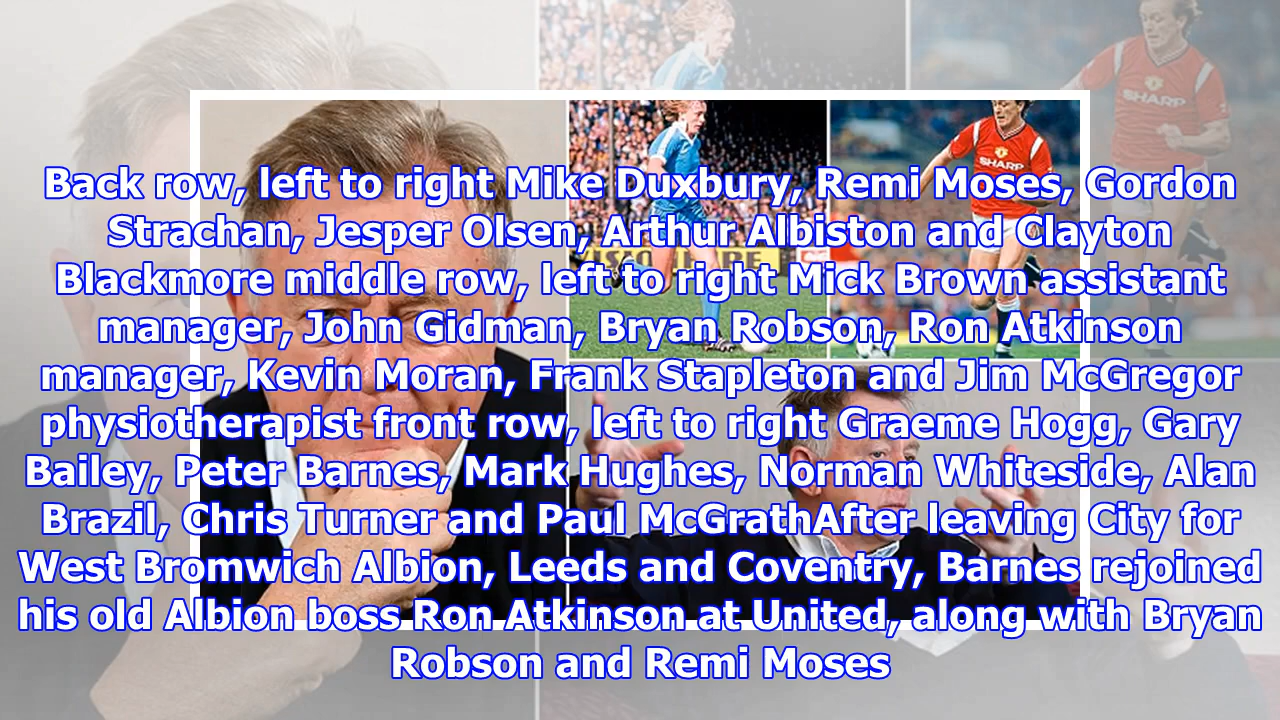 Back row, left to right Mike Duxbury, Remi Moses, Gordon
Strachan, Jesper Olsen, Arthur Albiston and Clayton
Blackmore middle row, left to right Mick Brown assistant
manager, John Gidman, Bryan Robson, Ron Atkinson
manager, Kevin Moran, Frank Stapleton and Jim McGregor
physiotherapist front row, left to right Graeme Hogg, Gary
Bailey, Peter Barnes, Mark Hughes, Norman Whiteside, Alan
Brazil, Chris Turner and Paul McGrathAfter leaving City for
West Bromwich Albion, Leeds and Coventry, Barnes rejoined
his old Albion boss Ron Atkinson at United, along with Bryan
Robson and Remi Moses
SHARP
SHARP